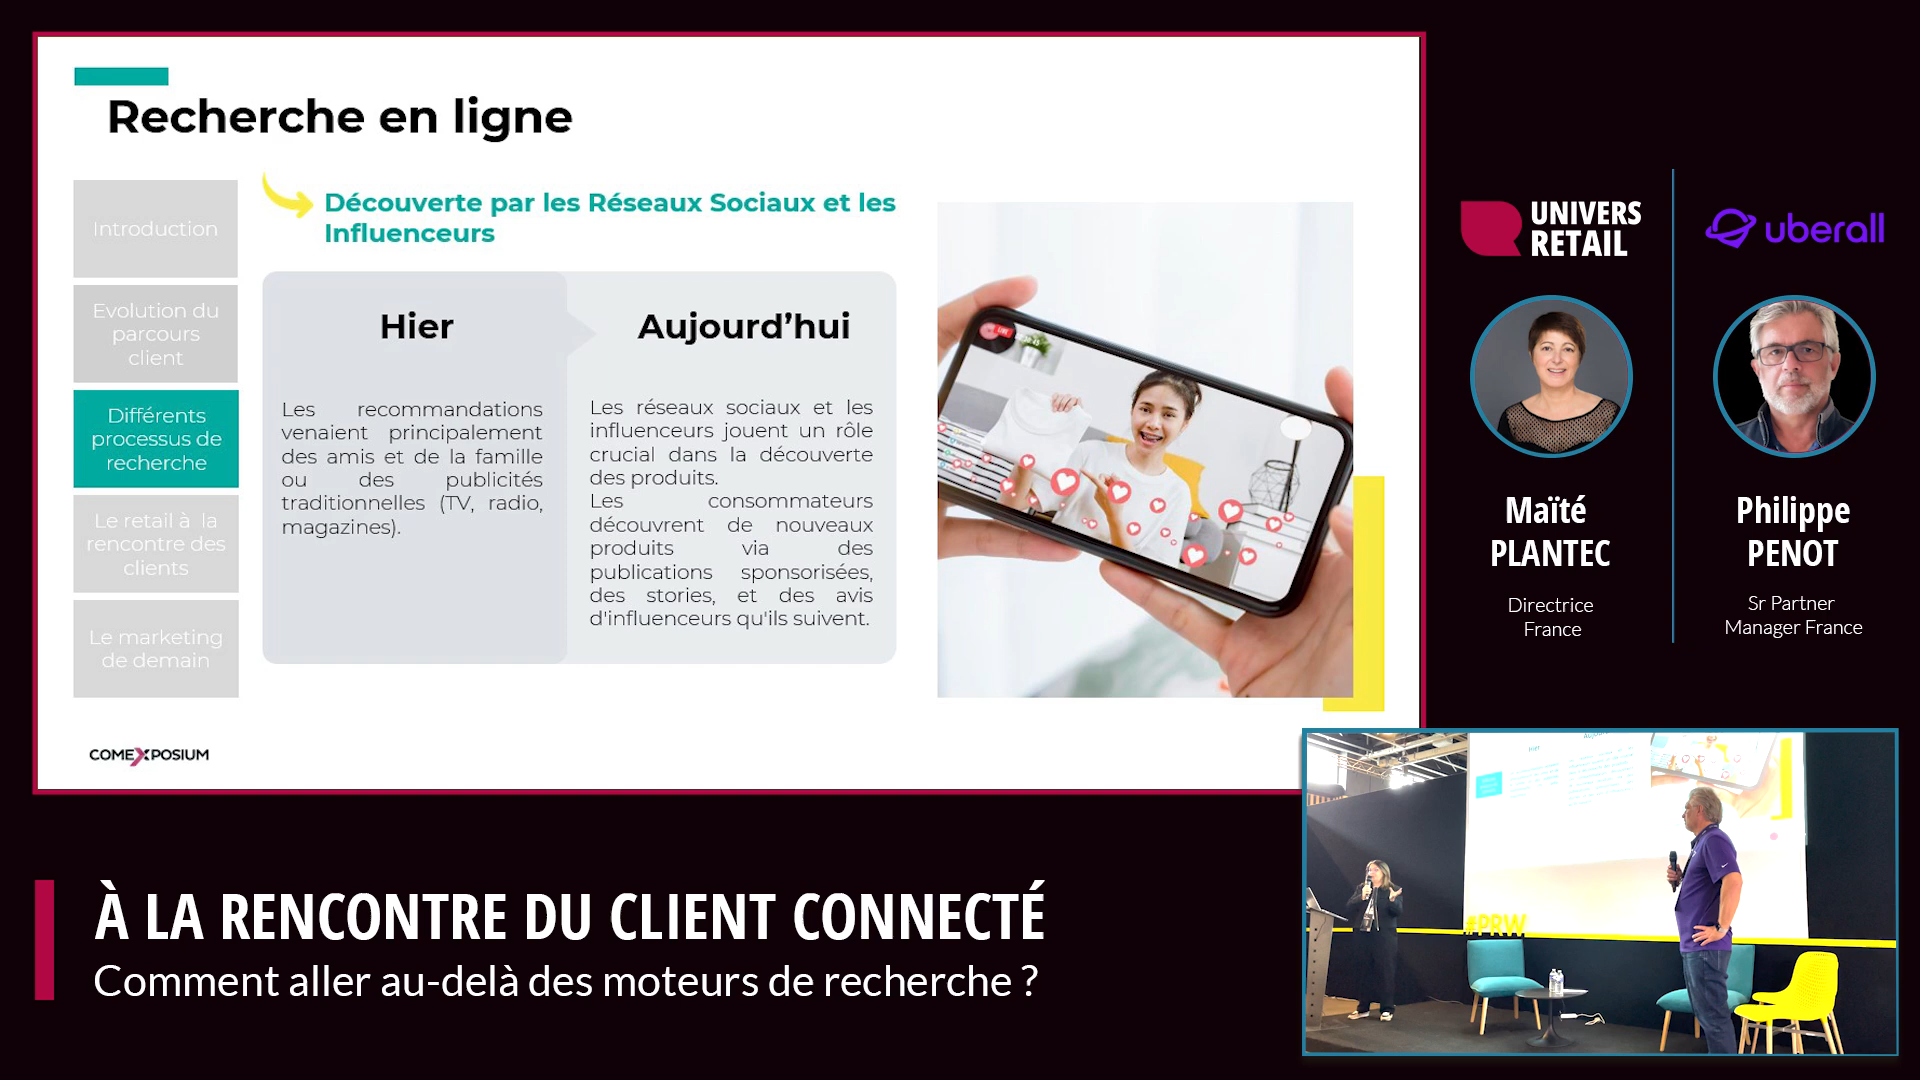 Recherche en ligne
Introduction
Evolution du
parcours
client
Différents
processus de
recherche
Le retail à la
rencontre des
clients
Le marketing
de demain
Découverte par les Réseaux Sociaux et les
Influenceurs
Hier
Les recommandations
venaient principalement
des amis et de la famille
ou des publicités
traditionnelles (TV, radio,
magazines).
Aujourd'hui
Les réseaux sociaux et les
influenceurs jouent un rôle
crucial dans la découverte
des produits.
Les consommateurs
découvrent de nouveaux
produits via des
publications sponsorisées,
des stories, et des avis
d'influenceurs qu'ils suivent.
LIVE
COMEXPOSIUM
UNIVERS
RETAIL
Maïté
PLANTEC
Directrice
France
uberall
Philippe
PENOT
Sr Partner
Manager France
#PRW
À LA RENCONTRE DU CLIENT CONNECTÉ
Comment aller au-delà des moteurs de recherche ?